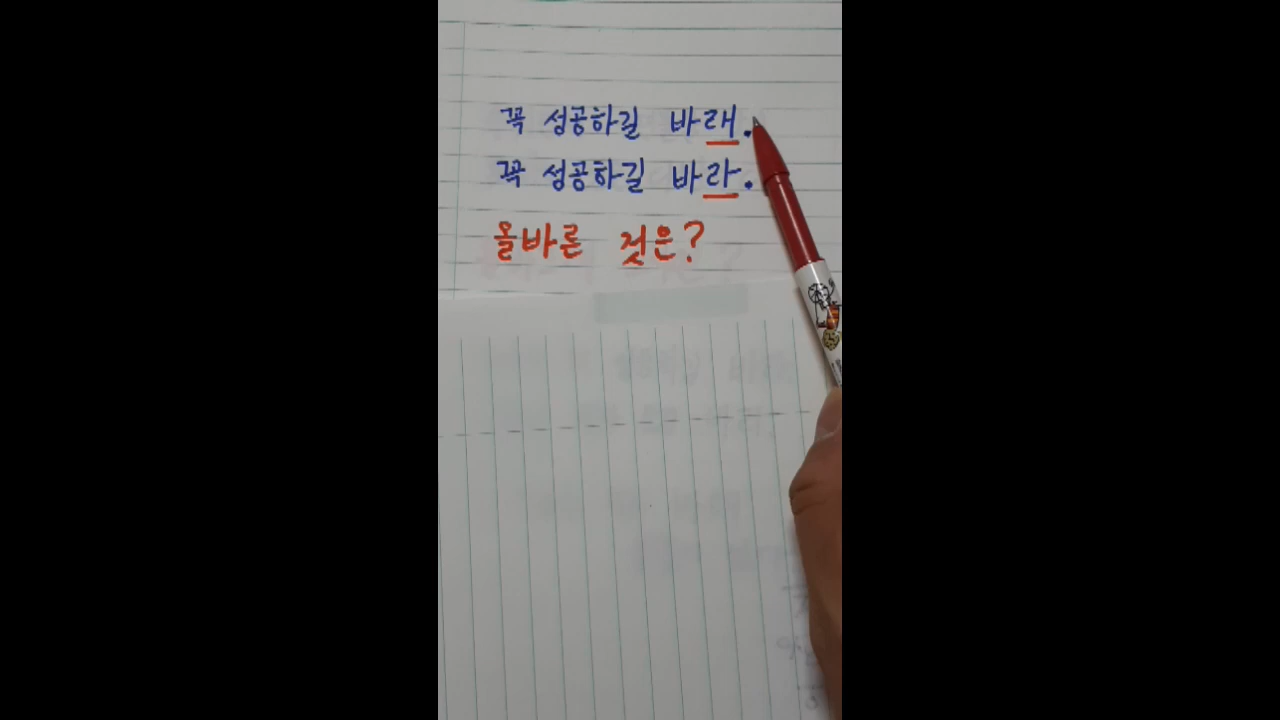 꼭 성공하길 바래.
꼭 성공하길 바라.
올바른 것은?